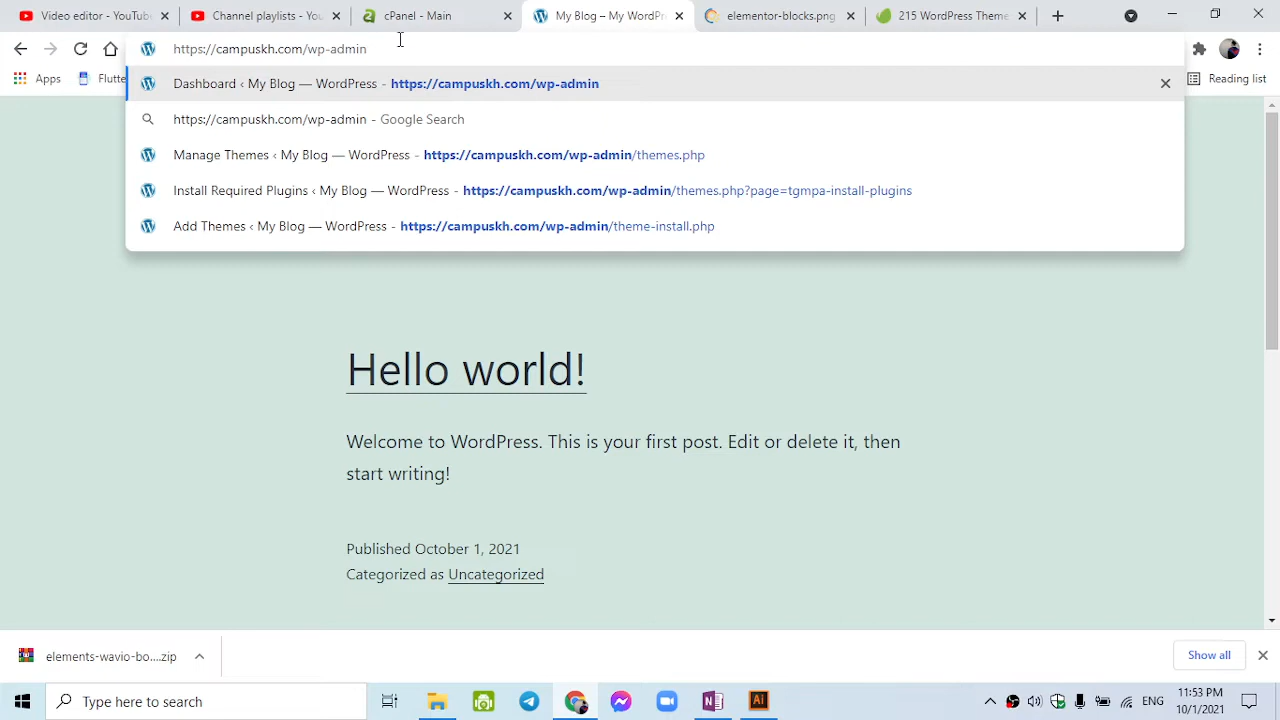 Video editor - YouTube
Channel playlists - Yo
cPanel - Main
My Blog – My WordPr
elementor-blocks.png
215 WordPress Theme
https://campuskh.com/wp-admin
Apps
Flutte
Reading list
Dashboard ‹ My Blog — WordPress - https://campuskh.com/wp-admin
https://campuskh.com/wp-admin - Google Search
Manage Themes ‹ My Blog — WordPress - https://campuskh.com/wp-admin/themes.php
Install Required Plugins ‹ My Blog — WordPress - https://campuskh.com/wp-admin/themes.php?page=tgmpa-install-plugins
Add Themes ‹ My Blog — WordPress - https://campuskh.com/wp-admin/theme-install.php
Hello world!
Welcome to WordPress. This is your first post. Edit or delete it, then
start writing!
Published October 1, 2021
Categorized as Uncategorized
elements-wavio-bo....zip
Show all
Type here to search
Ai
ENG
11:53 PM
10/1/2021